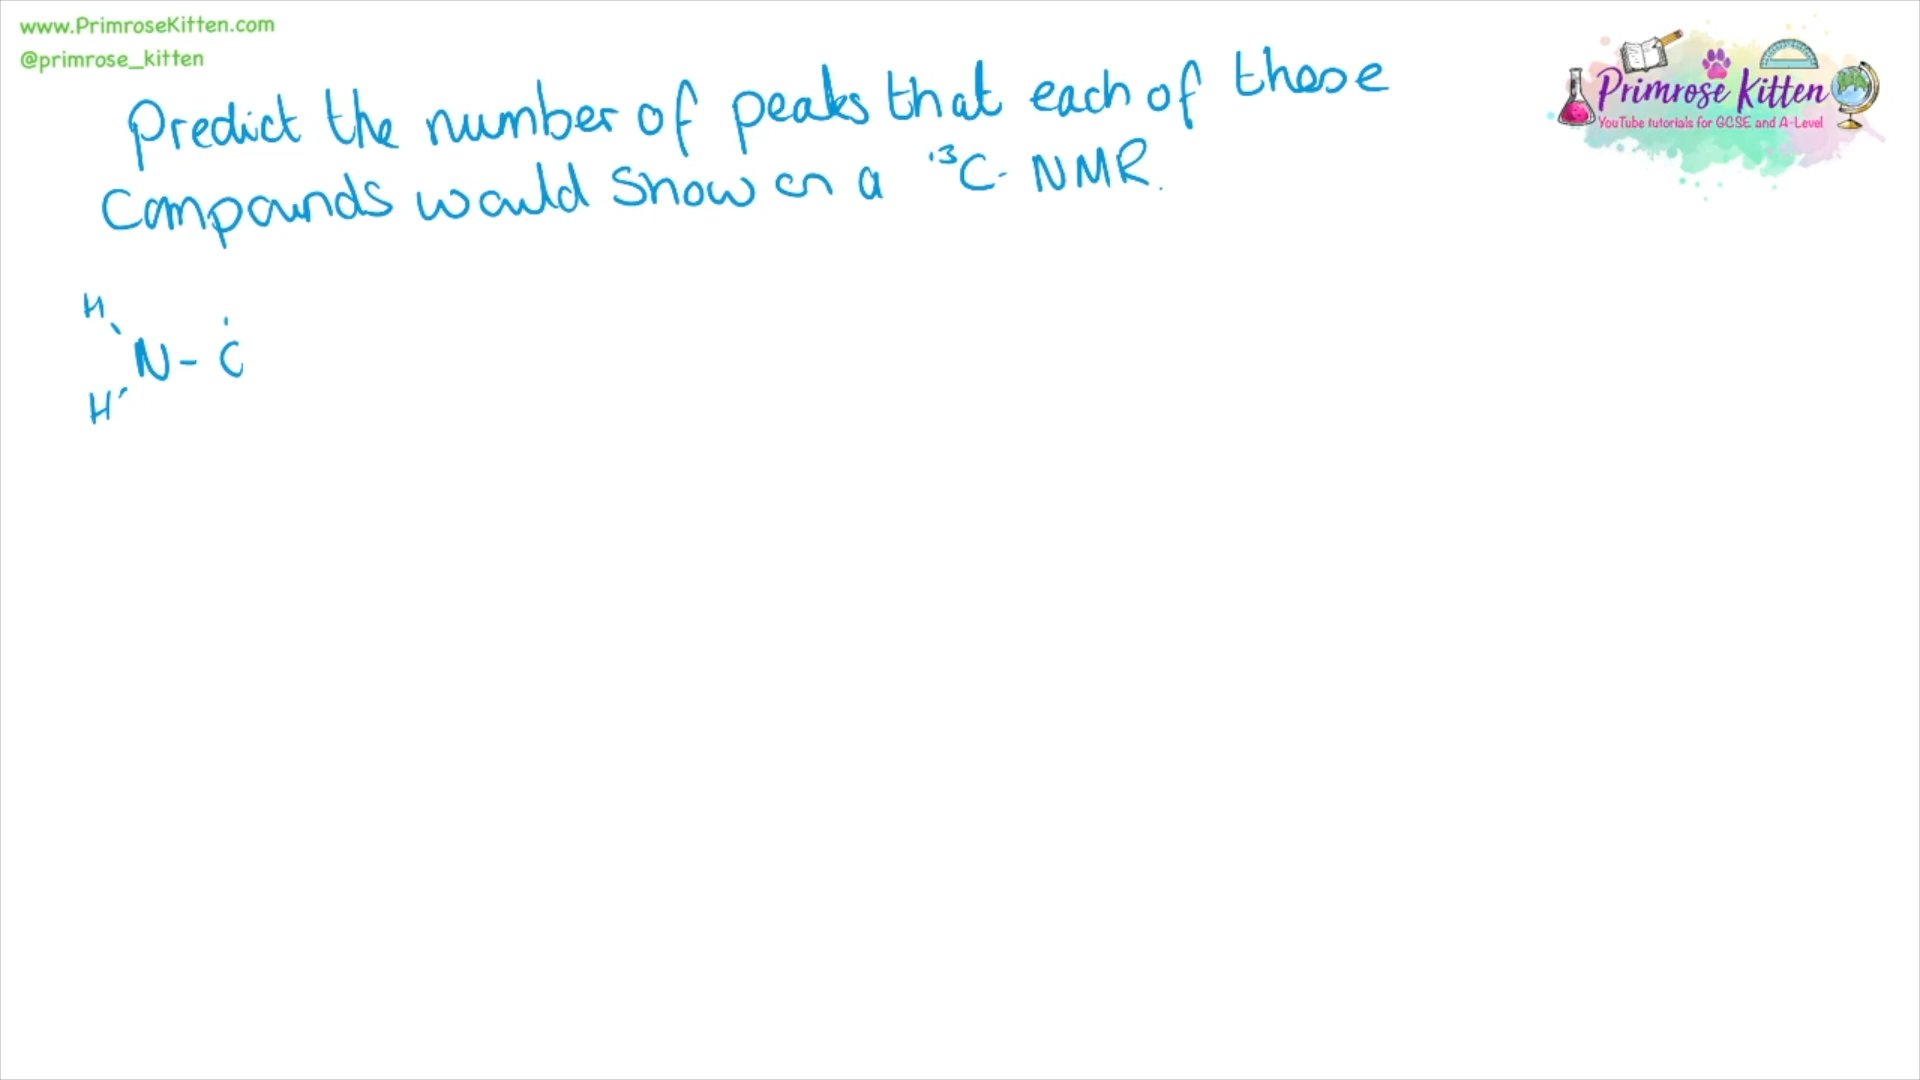 www.PrimroseKitten.com
@primrose_kitten
Predict the number of peaks that each of these
Compounds would show on a ¹³C- NMR.
Primrose Kitten
YouTube tutorials for GCSE and A-Level
H
N - C
H